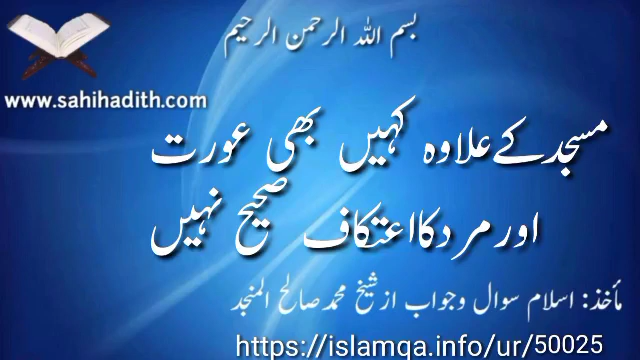 بسم اللہ الرحمن الرحیم
www.sahihadith.com
مسجد کے علاوہ کہیں بھی عورت
اور مرد کا اعتکاف صحیح نہیں
مأخذ: اسلام سوال وجواب از شیخ محمد صالح المنجد
https://islamqa.info/ur/50025